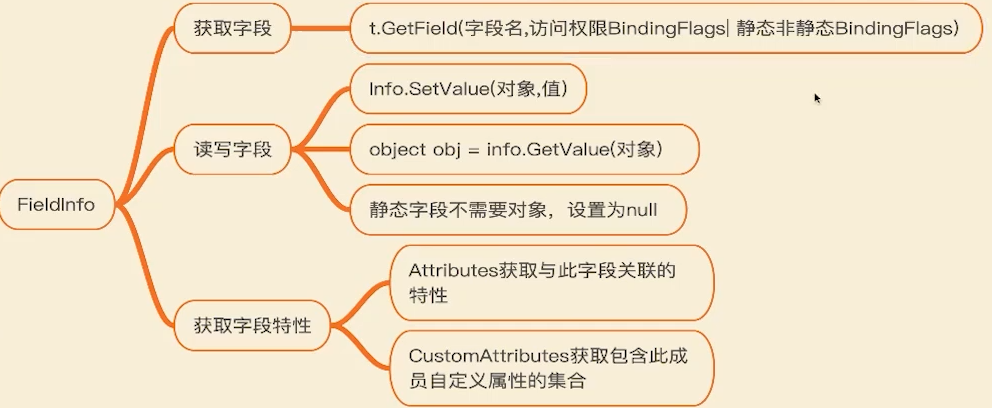 FieldInfo
获取字段
t.GetField(字段名,访问权限BindingFlags| 静态非静态BindingFlags)
读写字段
Info.SetValue(对象,值)
object obj = info.GetValue(对象)
静态字段不需要对象，设置为null
获取字段特性
Attributes获取与此字段关联的
特性
CustomAttributes获取包含此成
员自定义属性的集合